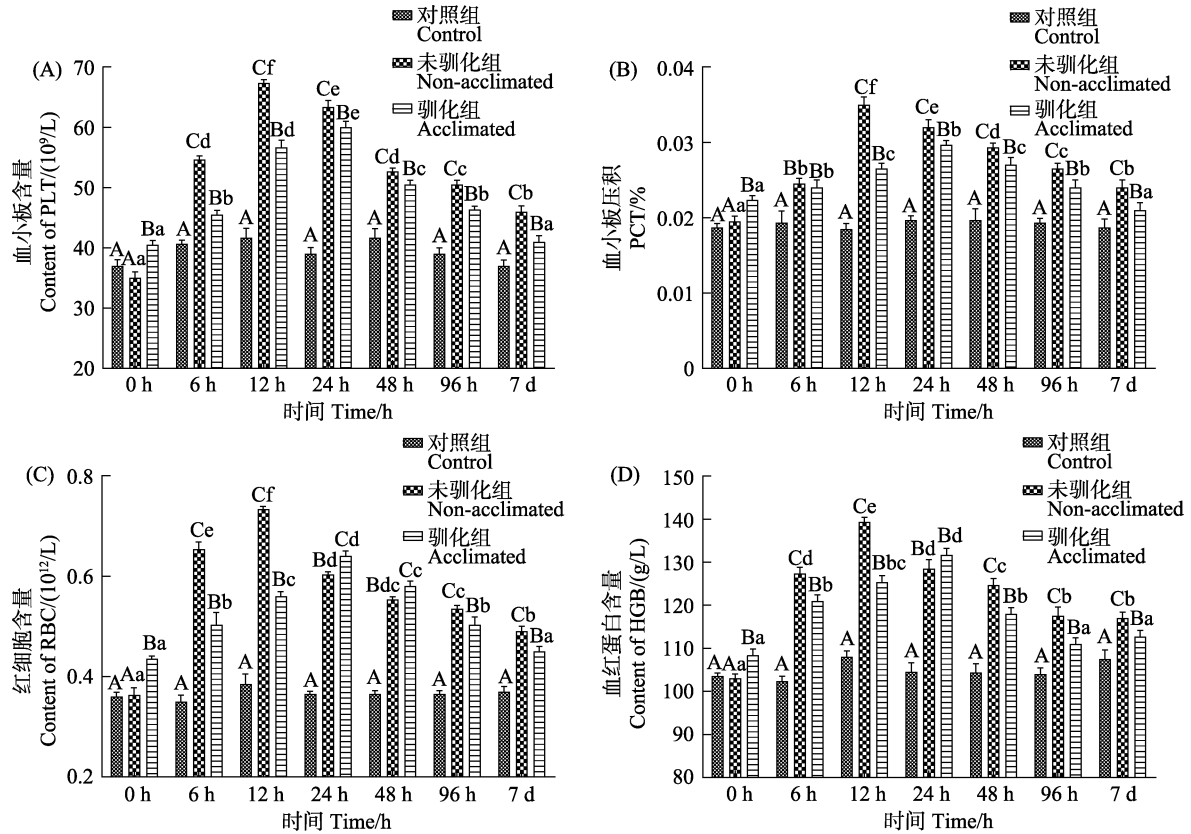 (A)
对照组
Control
未驯化组
Non-acclimated
驯化组
Acclimated
血小板含量
Content of PLT/(10⁹/L)
70
60
50
40
30
20
A Aa Ba
A Cd Bb
A Cf Bd
A Ce Be
A Cd Bc
A Cc Bb
A Cb Ba
0 h 6 h 12 h 24 h 48 h 96 h 7 d
时间 Time/h
(B)
对照组
Control
未驯化组
Non-acclimated
驯化组
Acclimated
血小板压积
PCT/%
0.04
0.03
0.02
0.01
0
A Aa Ba
A Bb Bb
A Cf Bc
A Ce Bb
A Cd Bc
A Cc Bb
A Cb Ba
0 h 6 h 12 h 24 h 48 h 96 h 7 d
时间 Time/h
(C)
对照组
Control
未驯化组
Non-acclimated
驯化组
Acclimated
红细胞含量
Content of RBC/(10¹²/L)
0.8
0.6
0.4
0.2
A Aa Ba
A Ce Bb
A Cf Bc
A Bd Cd
A Bdc Cc
A Cc Bb
A Cb Ba
0 h 6 h 12 h 24 h 48 h 96 h 7 d
时间 Time/h
(D)
对照组
Control
未驯化组
Non-acclimated
驯化组
Acclimated
血红蛋白含量
Content of HGB/(g/L)
150
140
130
120
110
100
90
80
A Aa Ba
A Cd Bb
A Ce Bbc
A Bd Bd
A Cc Bb
A Cb Ba
A Cb Ba
0 h 6 h 12 h 24 h 48 h 96 h 7 d
时间 Time/h